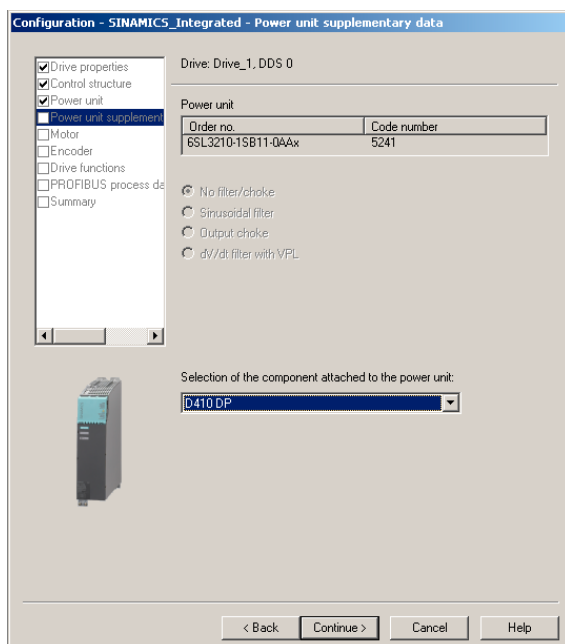 Configuration - SINAMICS_Integrated - Power unit supplementary data
Drive properties
Control structure
Power unit
Power unit supplement
Motor
Encoder
Drive functions
PROFIBUS process da
Summary
Drive: Drive_1, DDS 0
Power unit
Order no. Code number
6SL3210-1SB11-0AAx 5241
No filter/choke
Sinusoidal filter
Output choke
dV/dt filter with VPL
Selection of the component attached to the power unit:
D410 DP
< Back Continue > Cancel Help